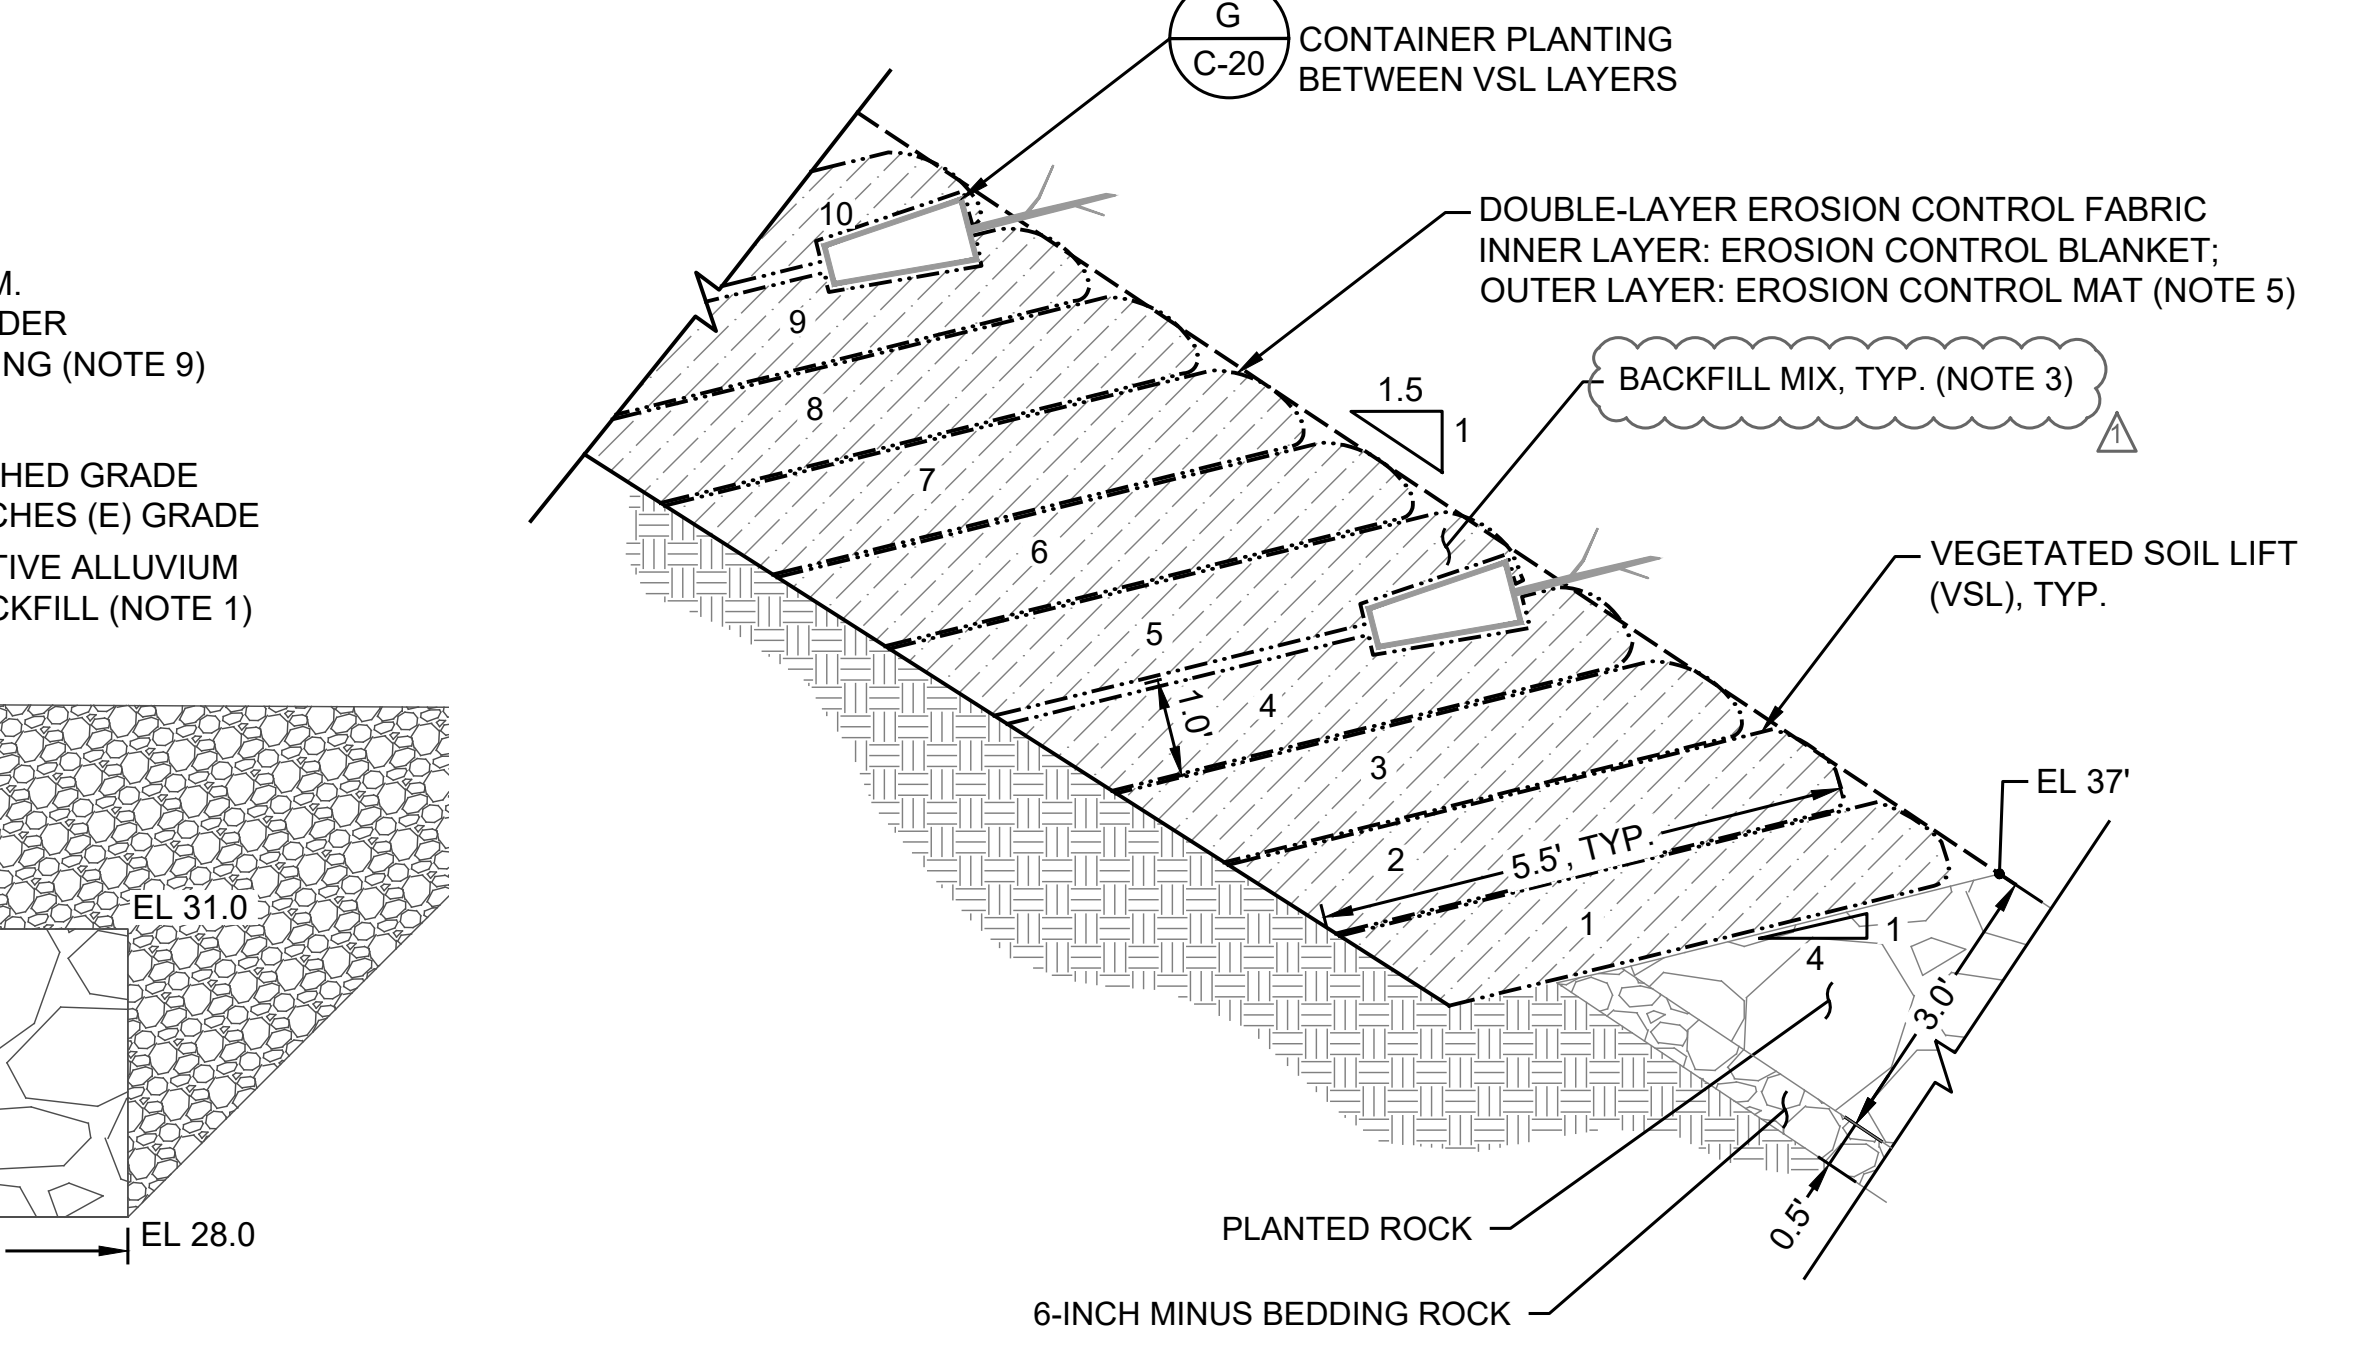 G
C-20
CONTAINER PLANTING
BETWEEN VSL LAYERS
DOUBLE-LAYER EROSION CONTROL FABRIC
INNER LAYER: EROSION CONTROL BLANKET;
OUTER LAYER: EROSION CONTROL MAT (NOTE 5)
M.
DER
NG (NOTE 9)
BACKFILL MIX, TYP. (NOTE 3)
1
1.5
1
HED GRADE
CHES (E) GRADE
TIVE ALLUVIUM
CKFILL (NOTE 1)
VEGETATED SOIL LIFT
(VSL), TYP.
10
9
8
7
6
5
4
3
2
1
1.0'
5.5', TYP.
EL 37'
1
4
3.0'
0.5'
EL 31.0
EL 28.0
PLANTED ROCK
6-INCH MINUS BEDDING ROCK